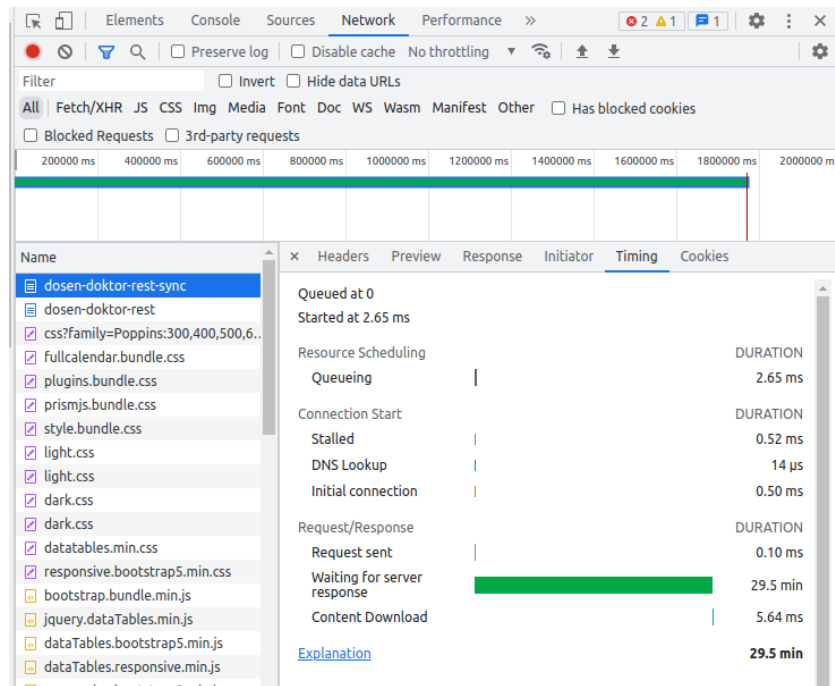 Elements Console Sources Network Performance » 2 1 1
Preserve log Disable cache No throttling
Filter Invert Hide data URLs
All Fetch/XHR JS CSS Img Media Font Doc WS Wasm Manifest Other Has blocked cookies
Blocked Requests 3rd-party requests
200000 ms 400000 ms 600000 ms 800000 ms 1000000 ms 1200000 ms 1400000 ms 1600000 ms 1800000 ms 2000000 m
Name
× Headers Preview Response Initiator Timing Cookies
dosen-doktor-rest-sync
dosen-doktor-rest
css?family=Poppins:300,400,500,6..
fullcalendar.bundle.css
plugins.bundle.css
prismjs.bundle.css
style.bundle.css
light.css
light.css
dark.css
dark.css
datatables.min.css
responsive.bootstrap5.min.css
bootstrap.bundle.min.js
jquery.dataTables.min.js
dataTables.bootstrap5.min.js
dataTables.responsive.min.js
Queued at 0
Started at 2.65 ms
Resource Scheduling DURATION
Queueing 2.65 ms
Connection Start DURATION
Stalled 0.52 ms
DNS Lookup 14 µs
Initial connection 0.50 ms
Request/Response DURATION
Request sent 0.10 ms
Waiting for server
response 29.5 min
Content Download 5.64 ms
Explanation 29.5 min